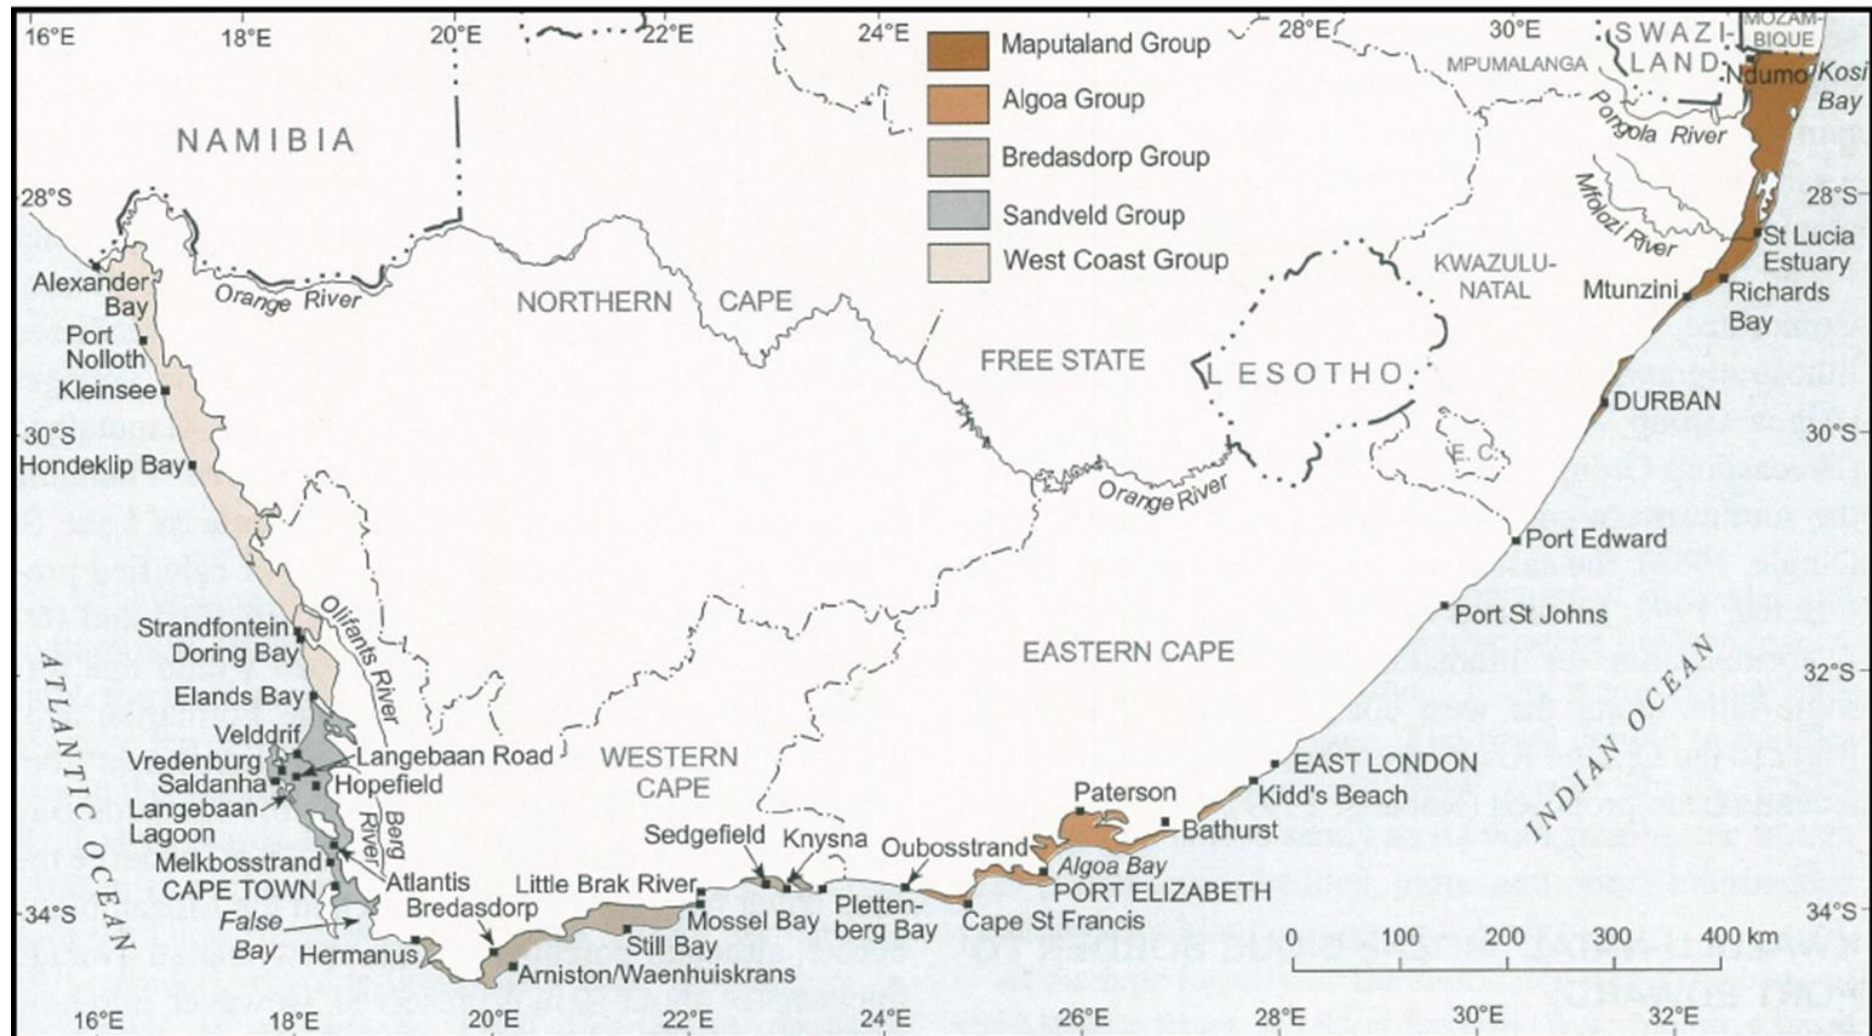 16°E 18°E 20°E 22°E 24°E 28°E 30°E
SWAZI-
LAND
MOZAM-
BIQUE
Maputaland Group
Algoa Group
Bredasdorp Group
Sandveld Group
West Coast Group
MPUMALANGA
Ndumo
Kosi
Bay
Pongola River
NAMIBIA
28°S
28°S
Mfolozi River
St Lucia
Estuary
KWAZULU-
NATAL
Mtunzini
Richards
Bay
Alexander
Bay
Orange River
NORTHERN CAPE
Port
Nolloth
Kleinsee
FREE STATE
LESOTHO
DURBAN
30°S
30°S
Hondeklip Bay
E. C.
Orange River
Port Edward
Port St Johns
Strandfontein
Doring Bay
Olifants River
EASTERN CAPE
32°S
Elands Bay
ATLANTIC OCEAN
INDIAN OCEAN
Velddrif
Vredenburg
Langebaan Road
Saldanha
Hopefield
Langebaan
Lagoon
WESTERN
CAPE
EAST LONDON
Kidd's Beach
Paterson
Bathurst
Berg
River
Melkbosstrand
CAPE TOWN
Atlantis
Sedgefield
Knysna
Oubosstrand
Algoa Bay
PORT ELIZABETH
Little Brak River
Mossel Bay
Pletten-
berg Bay
Cape St Francis
34°S
34°S
False
Bay
Bredasdorp
Hermanus
Still Bay
Arniston/Waenhuiskrans
0 100 200 300 400 km
16°E 18°E 20°E 22°E 24°E 26°E 28°E 30°E 32°E